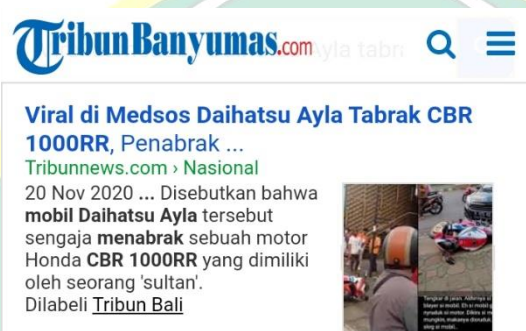 TribunBanyumas.com
Viral di Medsos Daihatsu Ayla Tabrak CBR
1000RR, Penabrak ...
Tribunnews.com › Nasional
20 Nov 2020 ... Disebutkan bahwa
mobil Daihatsu Ayla tersebut
sengaja menabrak sebuah motor
Honda CBR 1000RR yang dimiliki
oleh seorang 'sultan'.
Dilabeli Tribun Bali